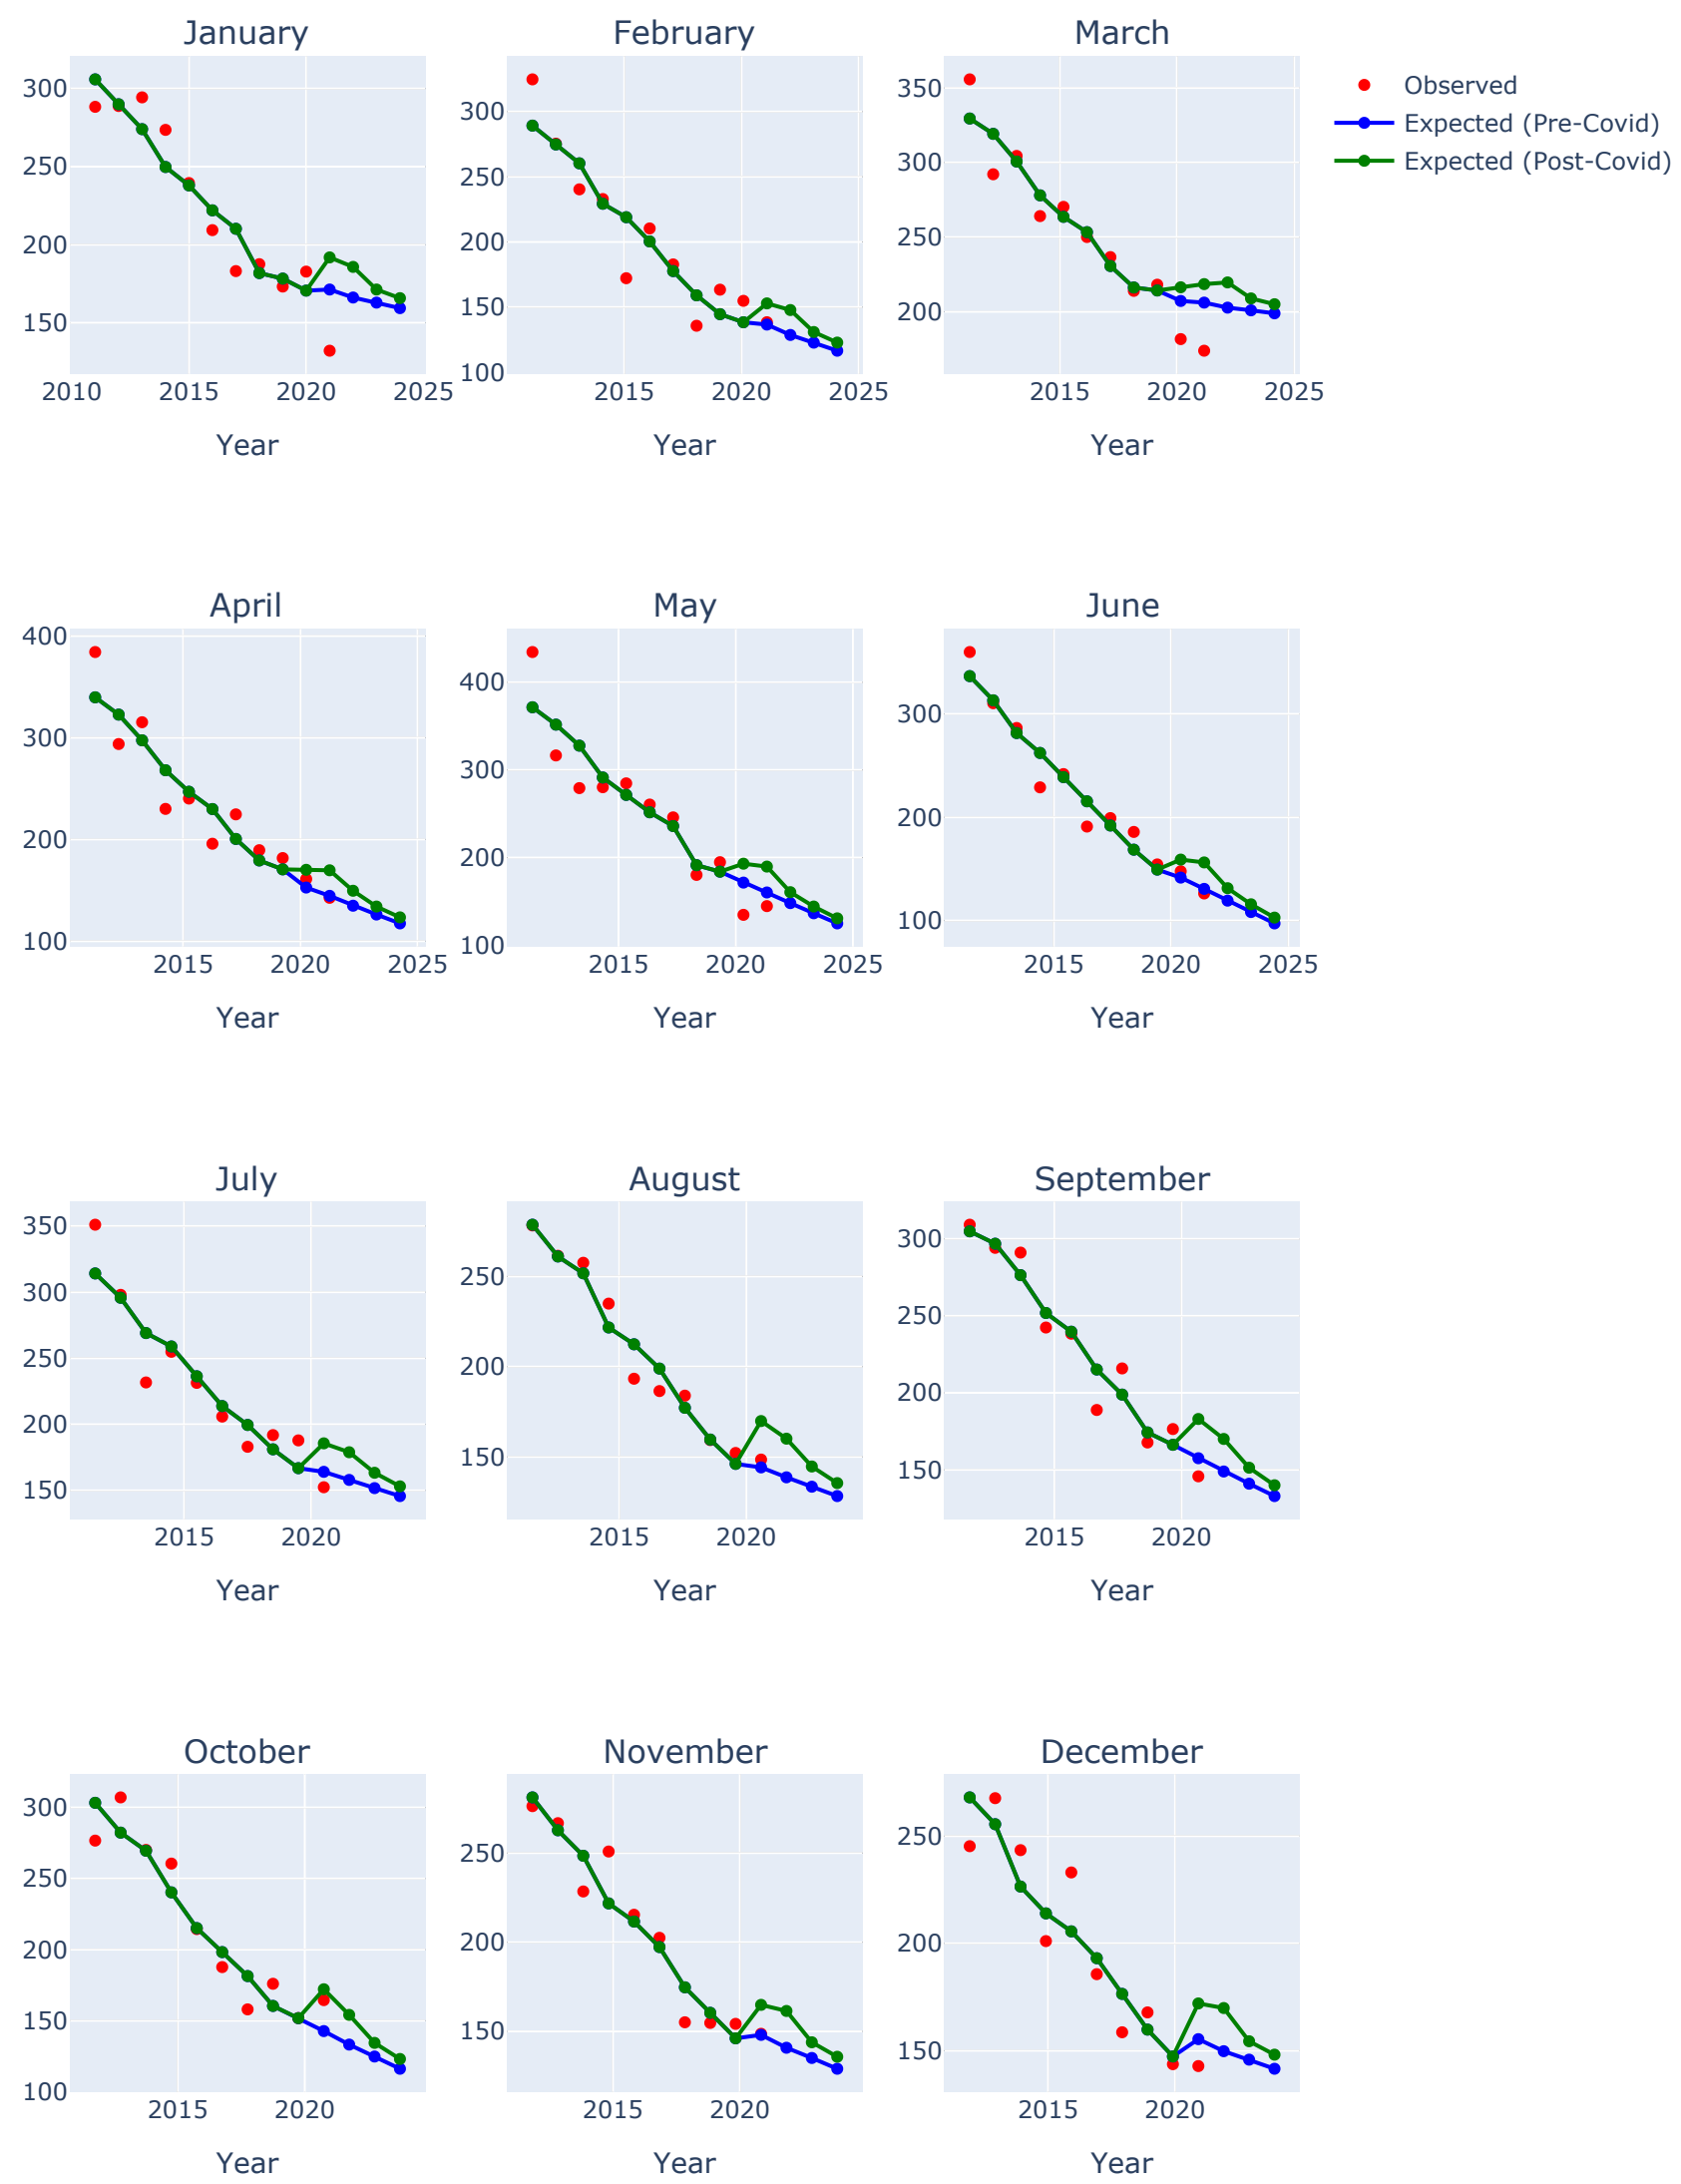 January
February
March
Observed
Expected (Pre-Covid)
Expected (Post-Covid)
300
250
200
150
2010
2015
2020
2025
Year
300
250
200
150
100
2015
2020
2025
Year
350
300
250
200
2015
2020
2025
Year
April
May
June
400
300
200
100
2015
2020
2025
Year
400
300
200
100
2015
2020
2025
Year
300
200
100
2015
2020
2025
Year
July
August
September
350
300
250
200
150
2015
2020
Year
250
200
150
2015
2020
Year
300
250
200
150
2015
2020
Year
October
November
December
300
250
200
150
100
2015
2020
Year
250
200
150
2015
2020
Year
250
200
150
2015
2020
Year